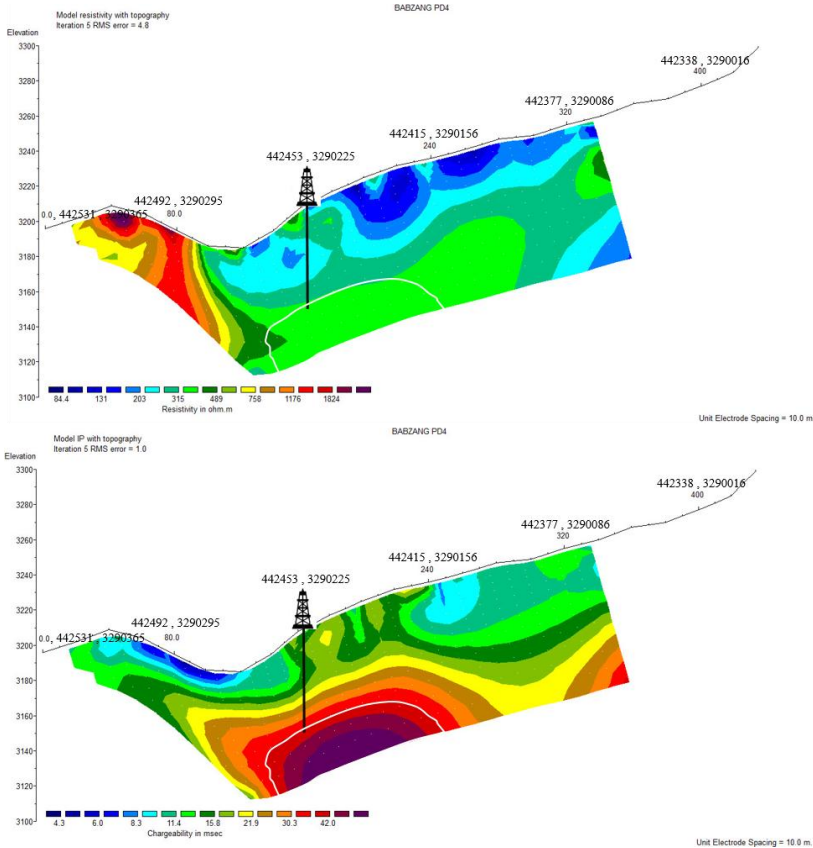 BABZANG PD4
Model resistivity with topography
Iteration 5 RMS error = 4.8
Elevation
3300
3280
3260
3240
3220
3200
3180
3160
3140
3120
3100
442338 , 3290016
400
442377 , 3290086
320
442415 , 3290156
240
442453 , 3290225
442492 , 3290295
0.0, 442531 , 3290365 80.0
84.4 131 203 315 489 758 1176 1824
Resistivity in ohm.m
Unit Electrode Spacing = 10.0 m
BABZANG PD4
Model IP with topography
Iteration 5 RMS error = 1.0
Elevation
3300
3280
3260
3240
3220
3200
3180
3160
3140
3120
3100
442338 , 3290016
400
442377 , 3290086
320
442415 , 3290156
240
442453 , 3290225
442492 , 3290295
0.0, 442531 , 3290365 80.0
4.3 6.0 8.3 11.4 15.8 21.9 30.3 42.0
Chargeability in msec
Unit Electrode Spacing = 10.0 m.